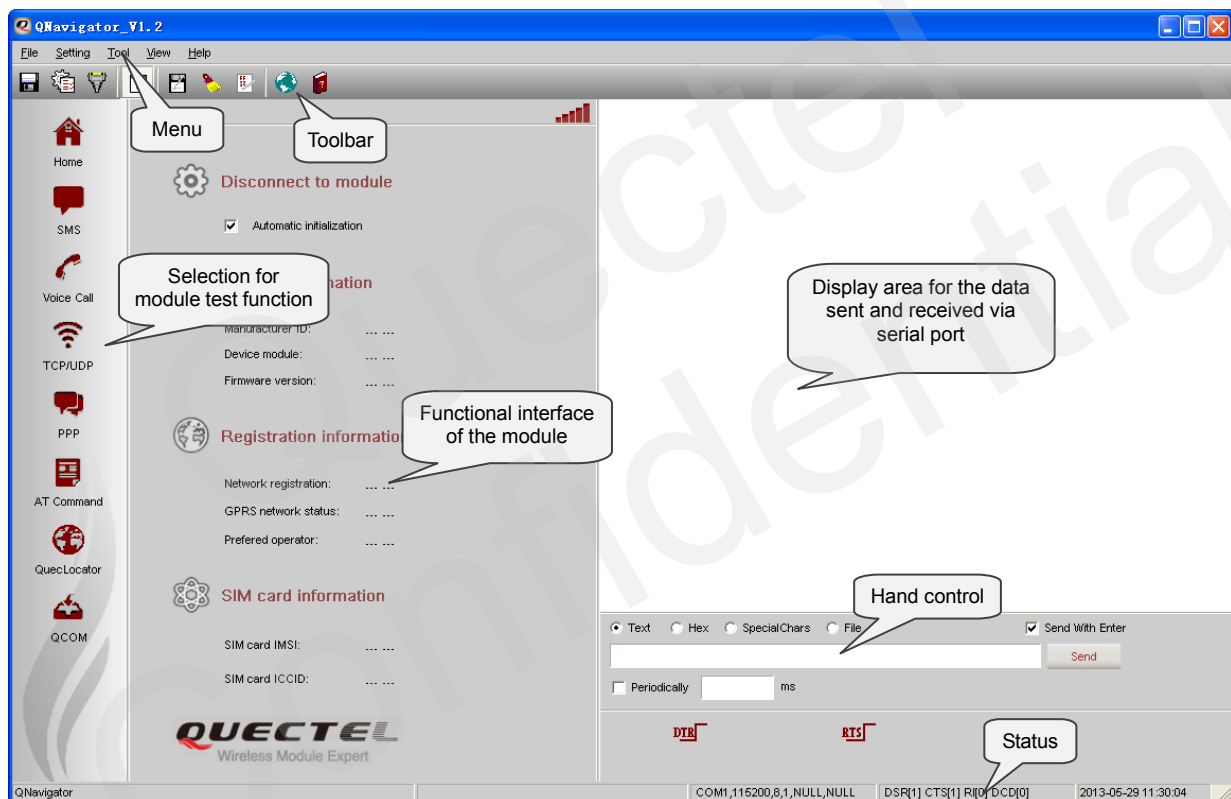 QNavigator_V1.2
File Setting Tool View Help
Menu
Toolbar
Home
SMS
Voice Call
TCP/UDP
PPP
AT Command
QuecLocator
QCOM
Selection for
module test function
Disconnect to module
Automatic initialization
mation
Manufacturer ID: ... ...
Device module: ... ...
Firmware version: ... ...
Functional interface
of the module
Registration information
Network registration: ... ...
GPRS network status: ... ...
Prefered operator: ... ...
SIM card information
SIM card IMSI: ... ...
SIM card ICCID: ... ...
QUECTEL
Wireless Module Expert
Display area for the data
sent and received via
serial port
Hand control
Text Hex SpecialChars File
Send With Enter
Send
Periodically ms
DTR RTS
Status
QNavigator COM1,115200,8,1,NULL,NULL DSR[1] CTS[1] RI[0] DCD[0] 2013-05-29 11:30:04
Quectel
Confidential